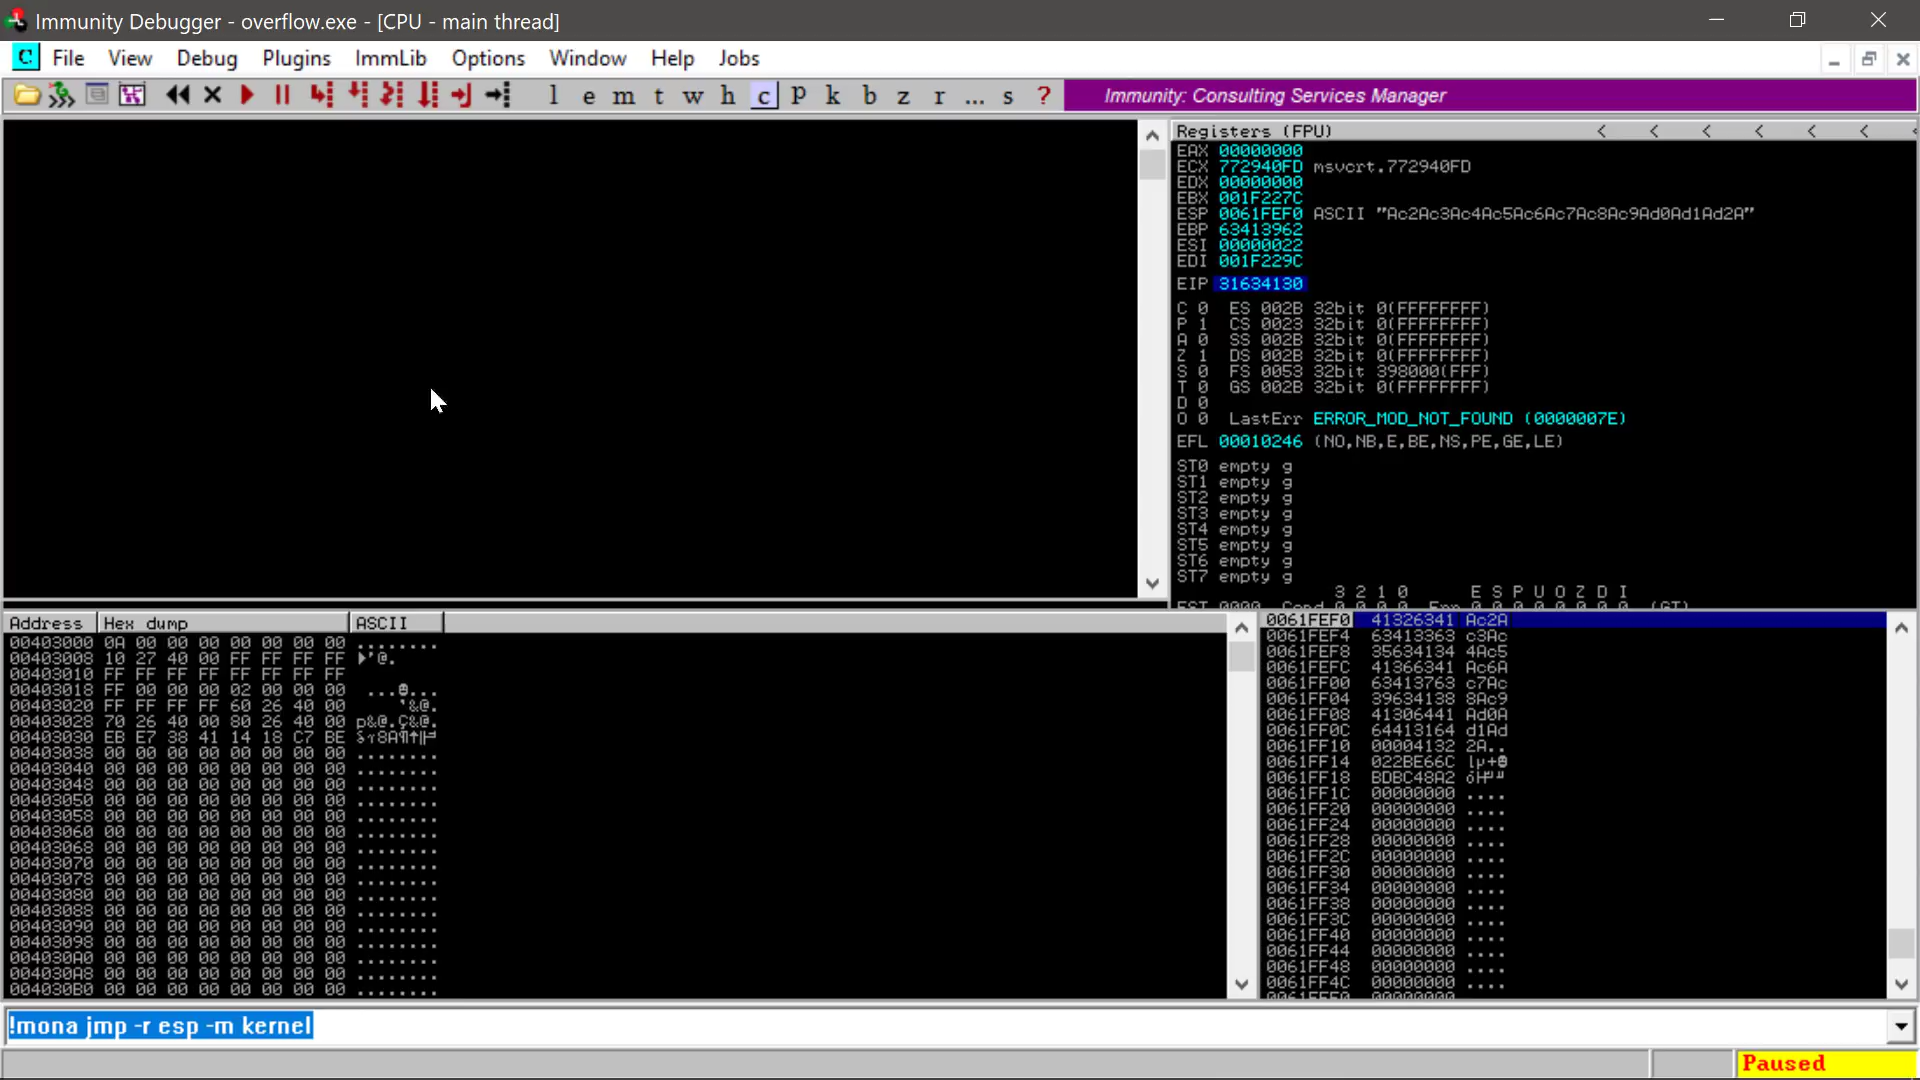 Immunity Debugger - overflow.exe - [CPU - main thread]
C File View Debug Plugins ImmLib Options Window Help Jobs
l e m t w h c P k b z r ... s ?
Immunity: Consulting Services Manager
Registers (FPU) < < < < < < <
EAX 00000000
ECX 772940FD msvcrt.772940FD
EDX 00000000
EBX 001F227C
ESP 0061FEF0 ASCII "Ac2Ac3Ac4Ac5Ac6Ac7Ac8Ac9Ad0Ad1Ad2A"
EBP 63413962
ESI 00000022
EDI 001F229C
EIP 31634130
C 0 ES 002B 32bit 0(FFFFFFFF)
P 1 CS 0023 32bit 0(FFFFFFFF)
A 0 SS 002B 32bit 0(FFFFFFFF)
Z 1 DS 002B 32bit 0(FFFFFFFF)
S 0 FS 0053 32bit 398000(FFF)
T 0 GS 002B 32bit 0(FFFFFFFF)
D 0
O 0 LastErr ERROR_MOD_NOT_FOUND (0000007E)
EFL 00010246 (NO,NB,E,BE,NS,PE,GE,LE)
ST0 empty g
ST1 empty g
ST2 empty g
ST3 empty g
ST4 empty g
ST5 empty g
ST6 empty g
ST7 empty g
3 2 1 0 E S P U O Z D I
Address Hex dump ASCII
00403000 0A 00 00 00 00 00 00 00 ........
00403008 10 27 40 00 FF FF FF FF ►'@.
00403010 FF FF FF FF FF FF FF FF
00403018 FF 00 00 00 02 00 00 00 ...☻...
00403020 FF FF FF FF 60 26 40 00 `&@.
00403028 70 26 40 00 80 26 40 00 p&@.Ç&@.
00403030 EB E7 38 41 14 18 C7 BE
00403038 00 00 00 00 00 00 00 00 ........
00403040 00 00 00 00 00 00 00 00 ........
00403048 00 00 00 00 00 00 00 00 ........
00403050 00 00 00 00 00 00 00 00 ........
00403058 00 00 00 00 00 00 00 00 ........
00403060 00 00 00 00 00 00 00 00 ........
00403068 00 00 00 00 00 00 00 00 ........
00403070 00 00 00 00 00 00 00 00 ........
00403078 00 00 00 00 00 00 00 00 ........
00403080 00 00 00 00 00 00 00 00 ........
00403088 00 00 00 00 00 00 00 00 ........
00403090 00 00 00 00 00 00 00 00 ........
00403098 00 00 00 00 00 00 00 00 ........
004030A0 00 00 00 00 00 00 00 00 ........
004030A8 00 00 00 00 00 00 00 00 ........
004030B0 00 00 00 00 00 00 00 00 ........
0061FEF0 41326341 Ac2A
0061FEF4 63413363 c3Ac
0061FEF8 35634134 4Ac5
0061FEFC 41366341 Ac6A
0061FF00 63413763 c7Ac
0061FF04 39634138 8Ac9
0061FF08 41306441 Ad0A
0061FF0C 64413164 d1Ad
0061FF10 00004132 2A..
0061FF14 022BE66C lµ+☻
0061FF18 BDBC48A2 óH╝╜
0061FF1C 00000000 ....
0061FF20 00000000 ....
0061FF24 00000000 ....
0061FF28 00000000 ....
0061FF2C 00000000 ....
0061FF30 00000000 ....
0061FF34 00000000 ....
0061FF38 00000000 ....
0061FF3C 00000000 ....
0061FF40 00000000 ....
0061FF44 00000000 ....
0061FF48 00000000 ....
0061FF4C 00000000 ....
!mona jmp -r esp -m kernel
Paused